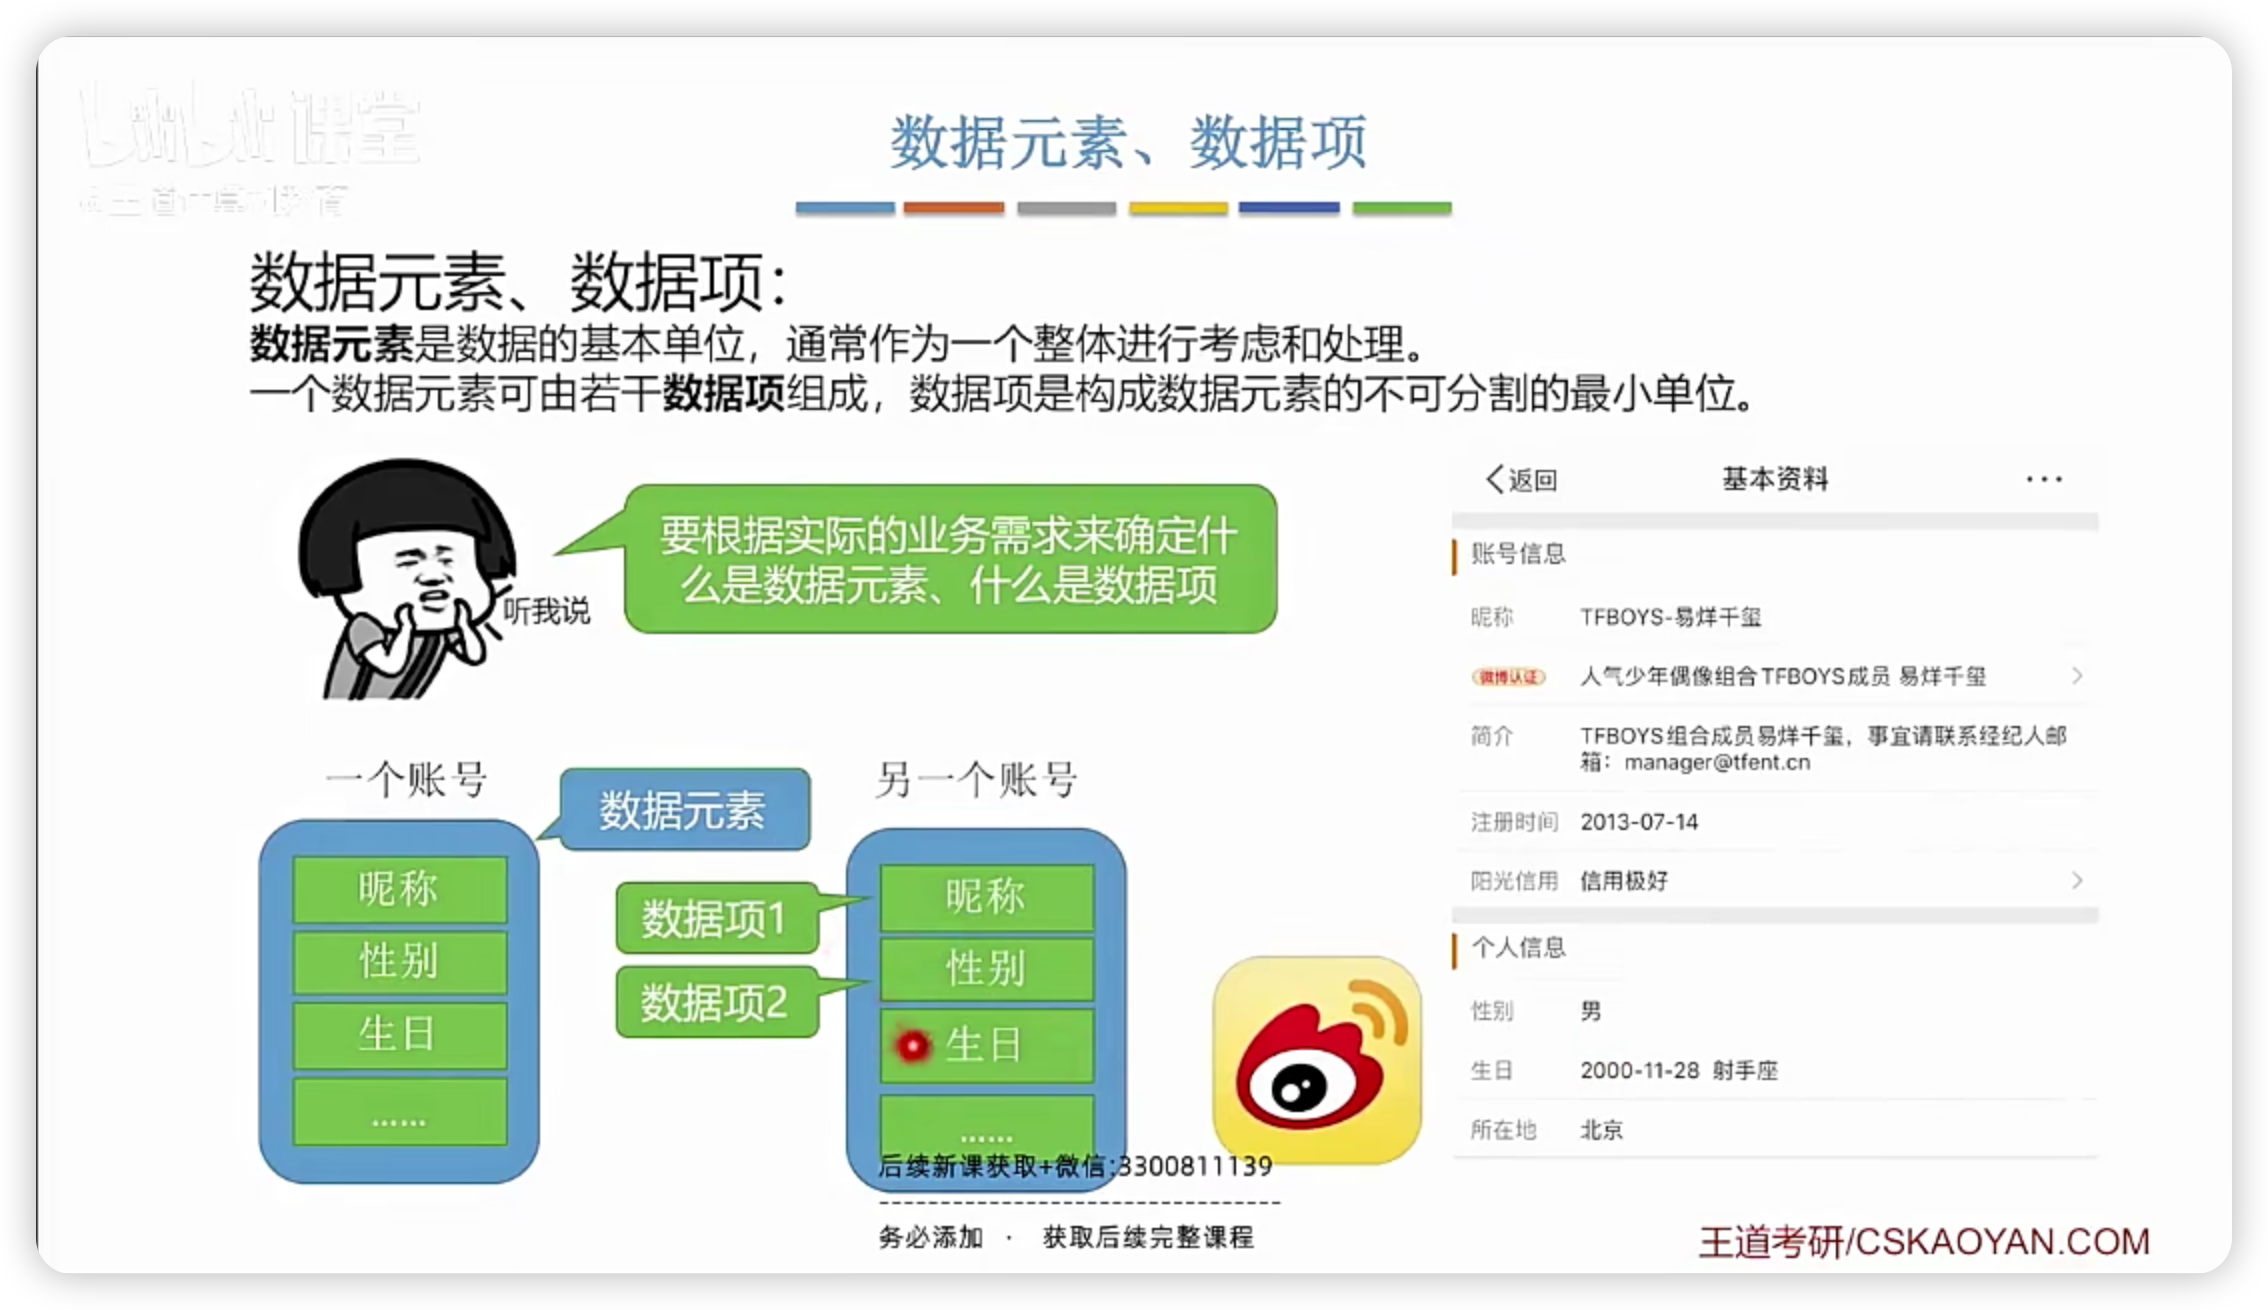 bilibili 课堂
数据元素、数据项
数据元素、数据项：
数据元素是数据的基本单位，通常作为一个整体进行考虑和处理。
一个数据元素可由若干数据项组成，数据项是构成数据元素的不可分割的最小单位。
听我说
要根据实际的业务需求来确定什
么是数据元素、什么是数据项
一个账号
数据元素
昵称
性别
生日
……
另一个账号
数据项1
数据项2
昵称
性别
生日
……
返回 基本资料 ···
账号信息
昵称 TFBOYS-易烊千玺
微博认证 人气少年偶像组合TFBOYS成员 易烊千玺
简介 TFBOYS组合成员易烊千玺，事宜请联系经纪人邮
箱：manager@tfent.cn
注册时间 2013-07-14
阳光信用 信用极好
个人信息
性别 男
生日 2000-11-28 射手座
所在地 北京
后续新课获取+微信:3300811139
--------------------------------
务必添加 · 获取后续完整课程
王道考研/CSKAOYAN.COM